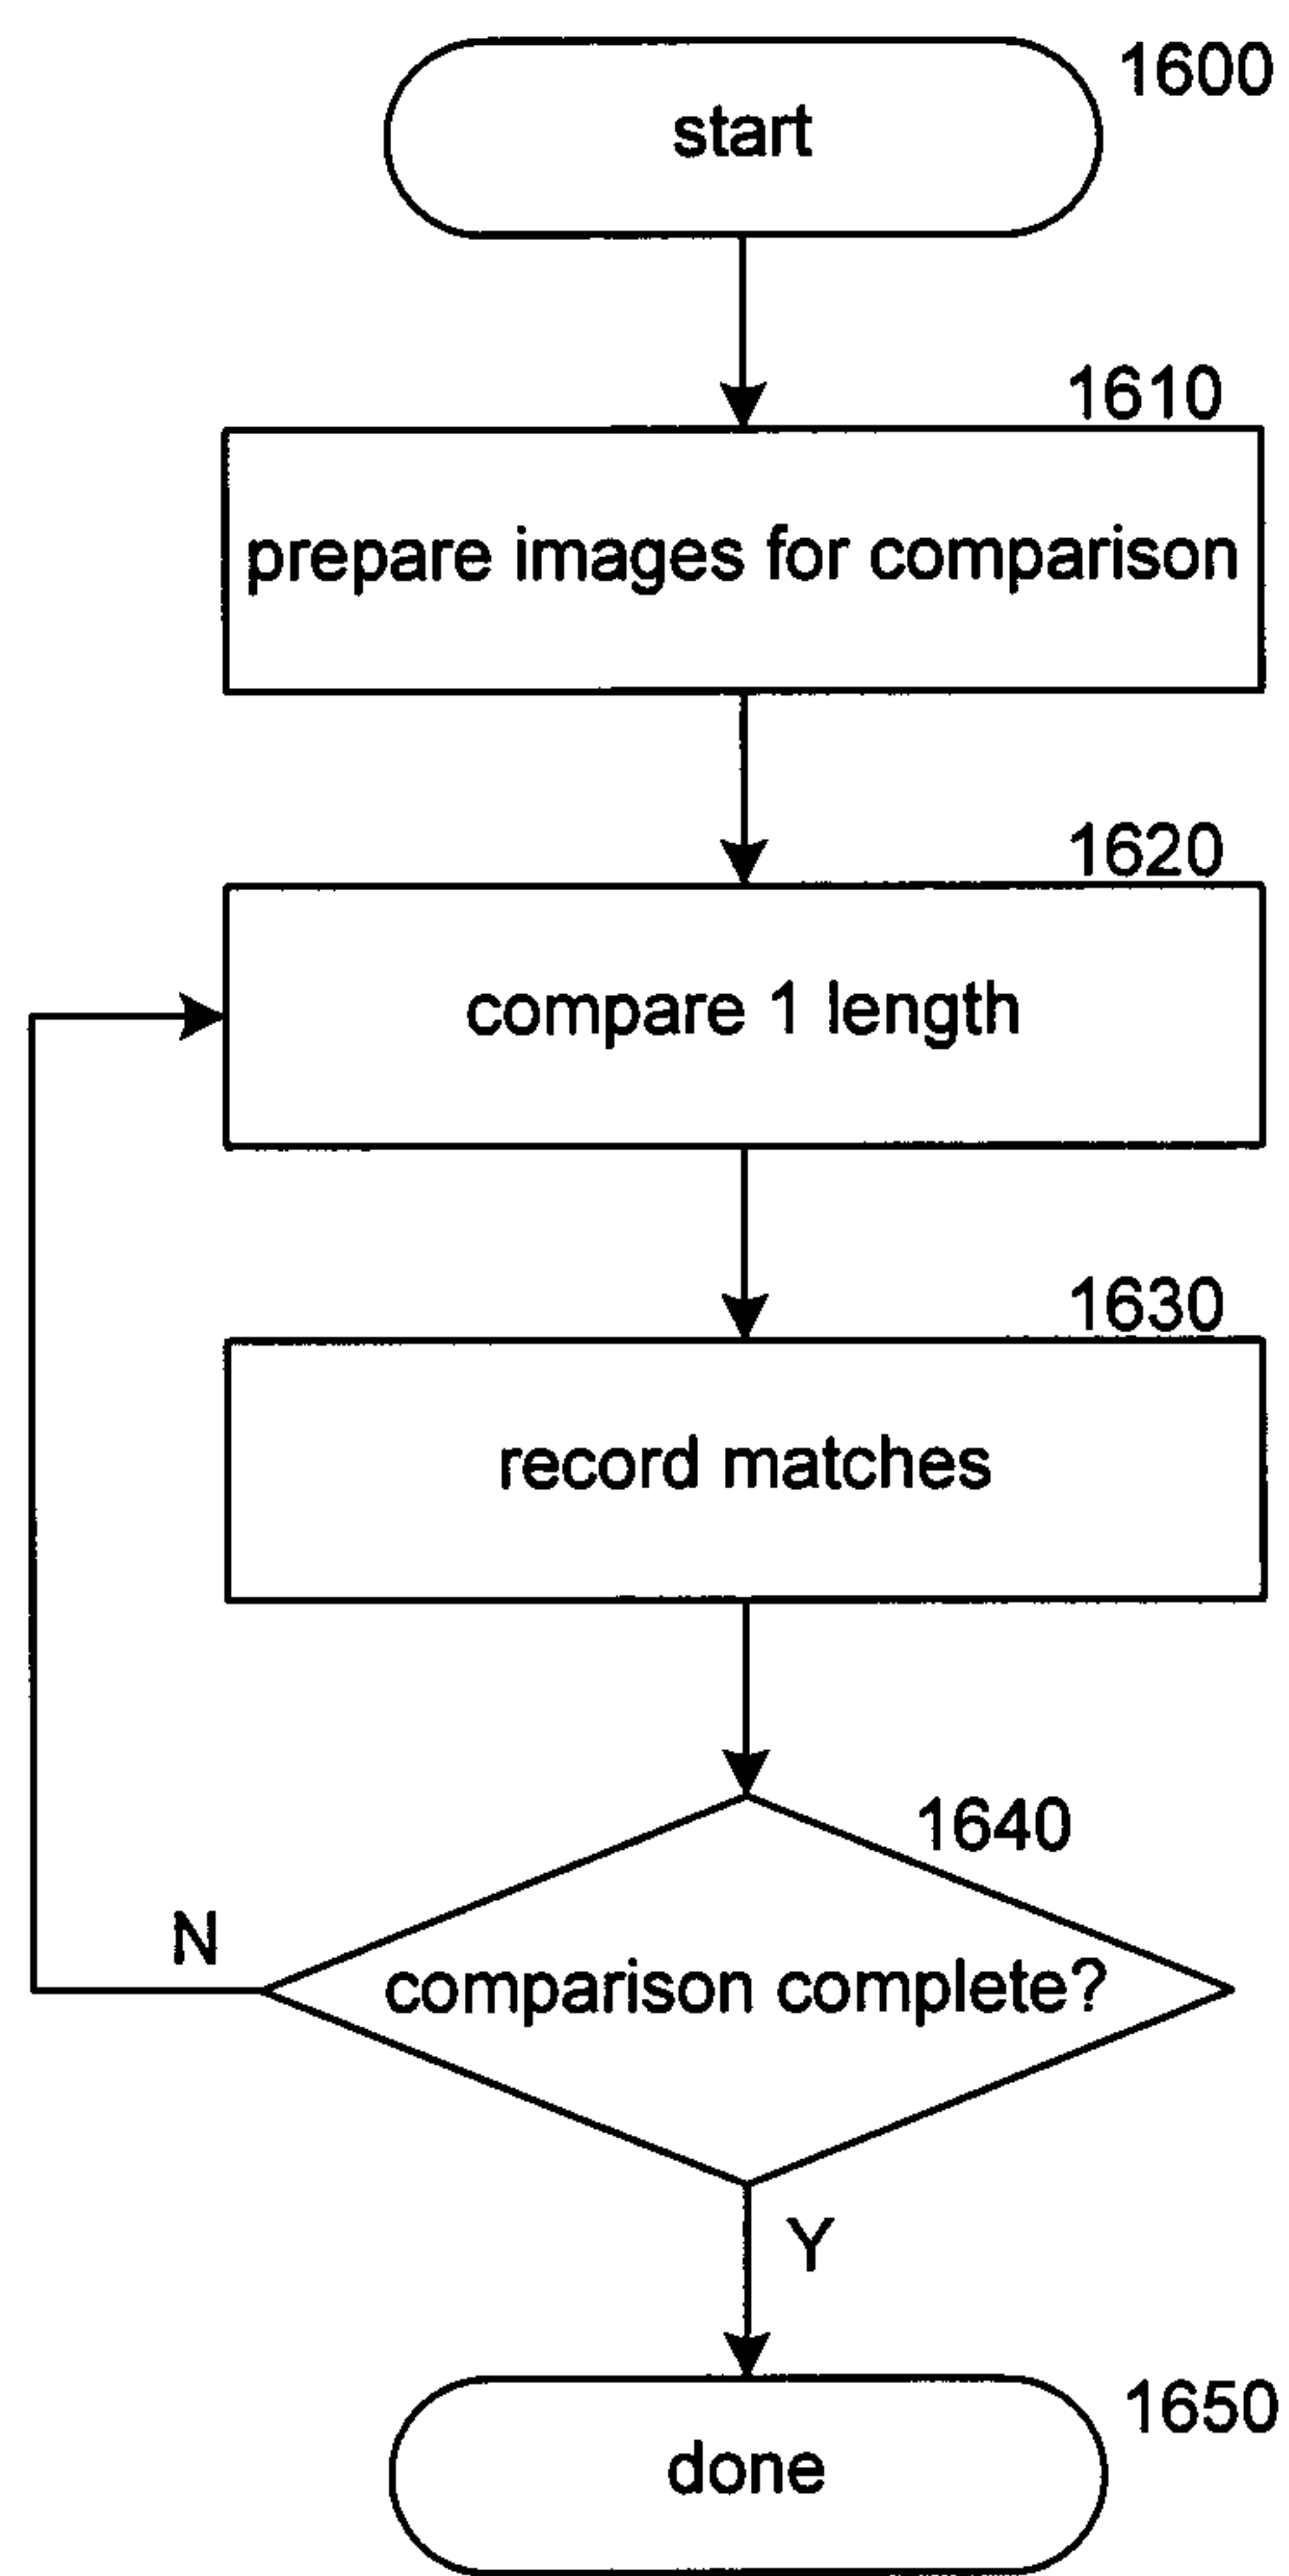 1600
start
1610
prepare images for comparison
1620
compare 1 length
1630
record matches
1640
N
comparison complete?
Y
1650
done